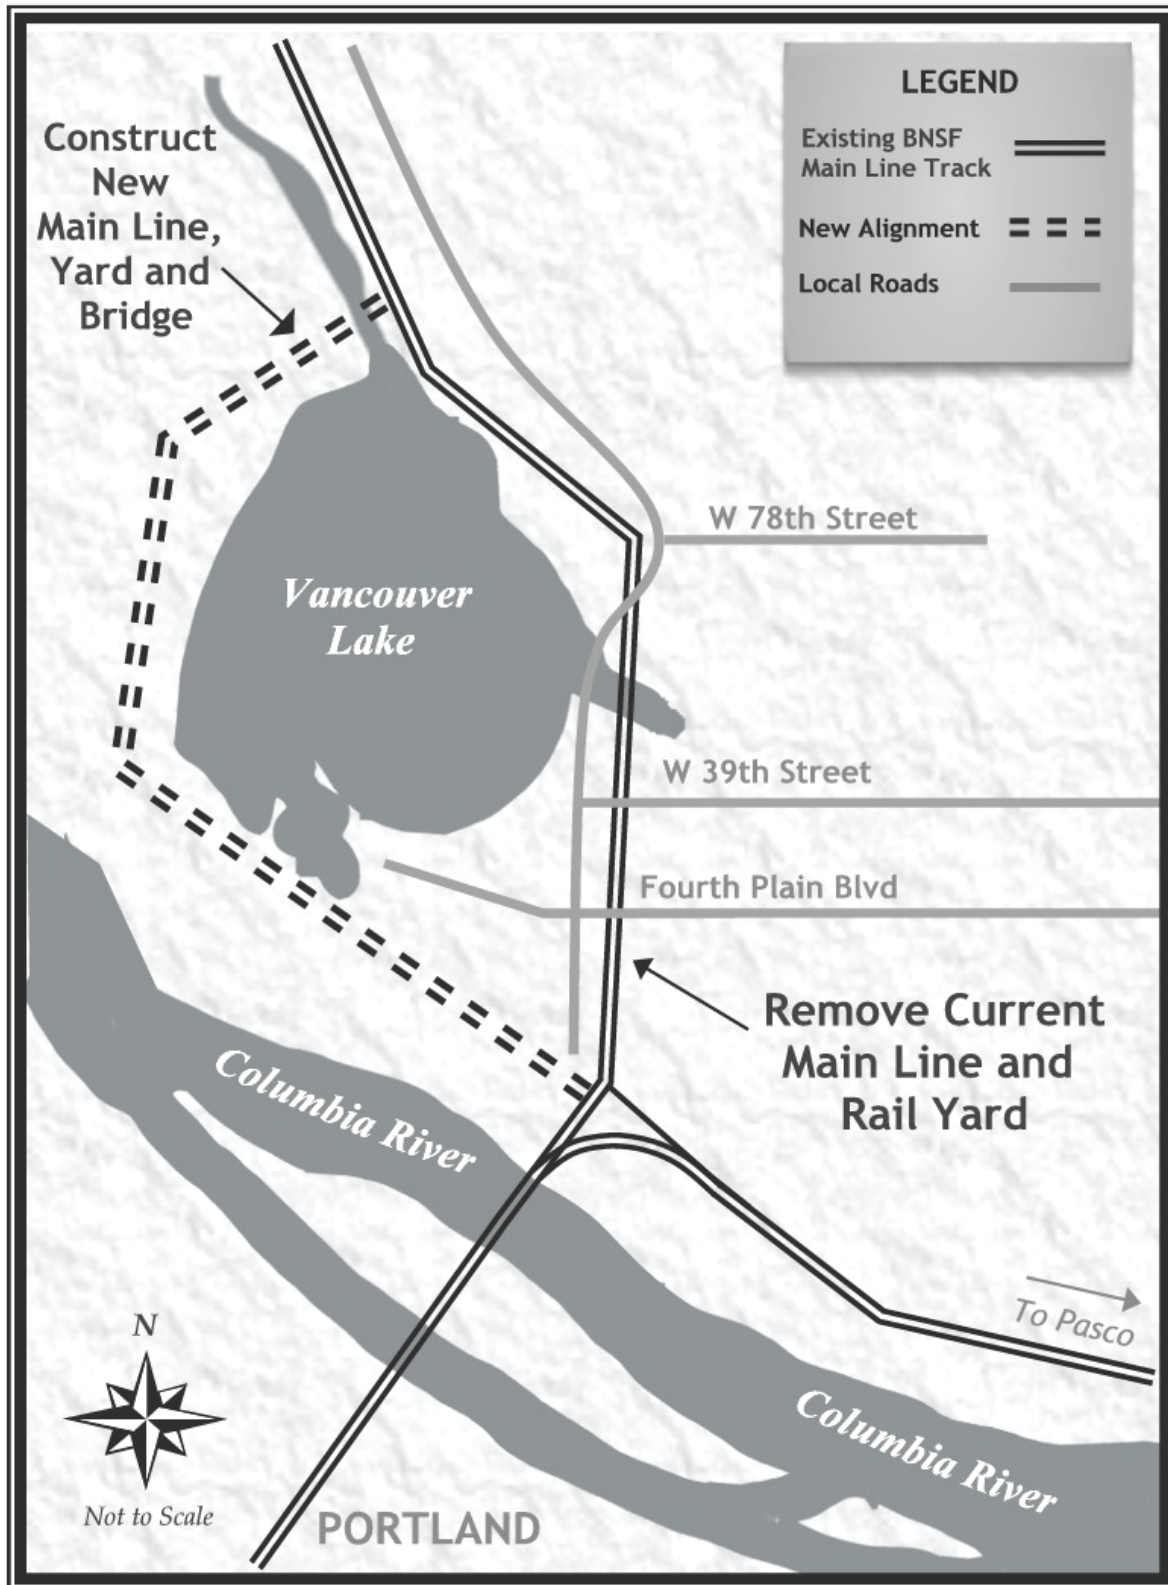 LEGEND
Existing BNSF
Main Line Track
New Alignment
Local Roads
Construct
New
Main Line,
Yard and
Bridge
W 78th Street
Vancouver
Lake
W 39th Street
Fourth Plain Blvd
Remove Current
Main Line and
Rail Yard
Columbia River
To Pasco
Columbia River
N
Not to Scale
PORTLAND